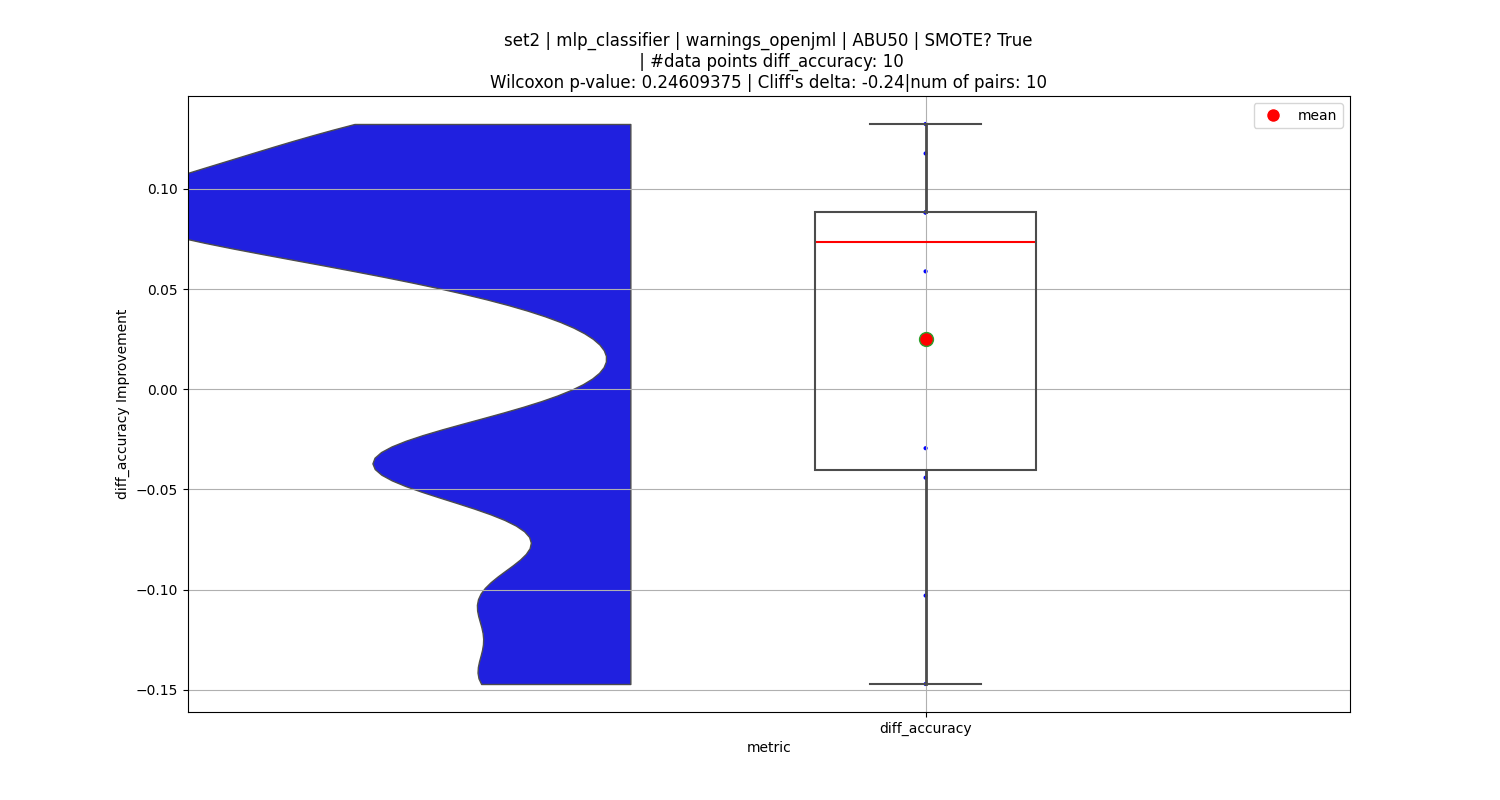 set2 | mlp_classifier | warnings_openjml | ABU50 | SMOTE? True
| #data points diff_accuracy: 10
Wilcoxon p-value: 0.24609375 | Cliff's delta: -0.24|num of pairs: 10
mean
0.10
0.05
0.00
−0.05
−0.10
−0.15
diff_accuracy Improvement
diff_accuracy
metric